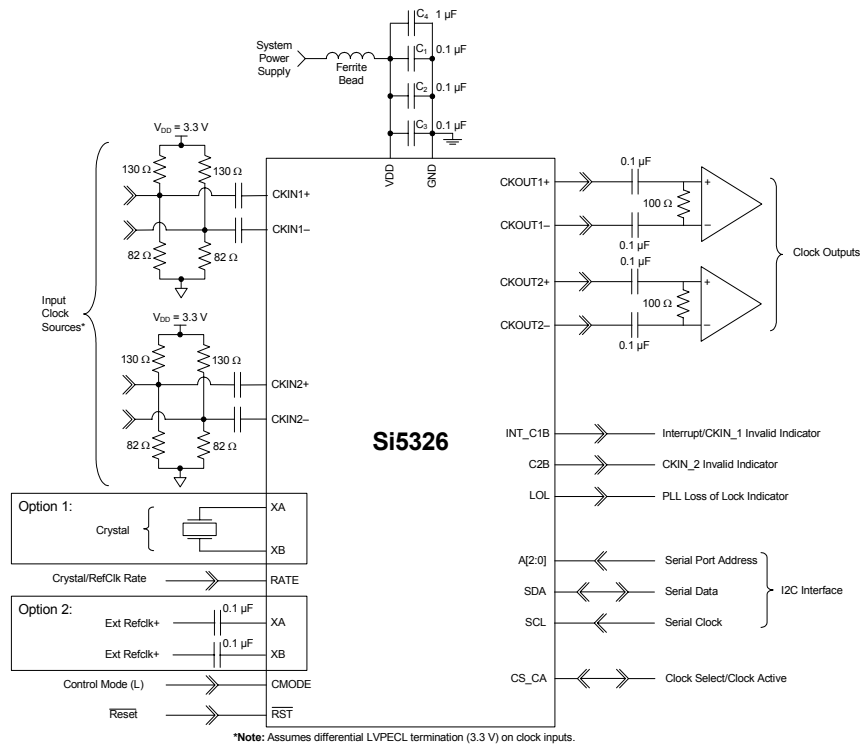 C4 1 µF
System
Power
Supply
Ferrite
Bead
C1 0.1 µF
C2 0.1 µF
C3 0.1 µF
VDD
GND
VDD = 3.3 V
130 Ω
130 Ω
CKIN1+
CKIN1–
82 Ω
82 Ω
Input
Clock
Sources*
VDD = 3.3 V
130 Ω
130 Ω
CKIN2+
CKIN2–
82 Ω
82 Ω
Option 1:
Crystal
XA
XB
Crystal/RefClk Rate
RATE
Option 2:
0.1 µF
Ext Refclk+
XA
0.1 µF
Ext Refclk+
XB
Control Mode (L)
CMODE
Reset
RST
Si5326
0.1 µF
CKOUT1+
+
100 Ω
CKOUT1–
–
0.1 µF
0.1 µF
CKOUT2+
+
100 Ω
CKOUT2–
–
0.1 µF
Clock Outputs
INT_C1B
Interrupt/CKIN_1 Invalid Indicator
C2B
CKIN_2 Invalid Indicator
LOL
PLL Loss of Lock Indicator
A[2:0]
Serial Port Address
SDA
Serial Data
I2C Interface
SCL
Serial Clock
CS_CA
Clock Select/Clock Active
*Note: Assumes differential LVPECL termination (3.3 V) on clock inputs.